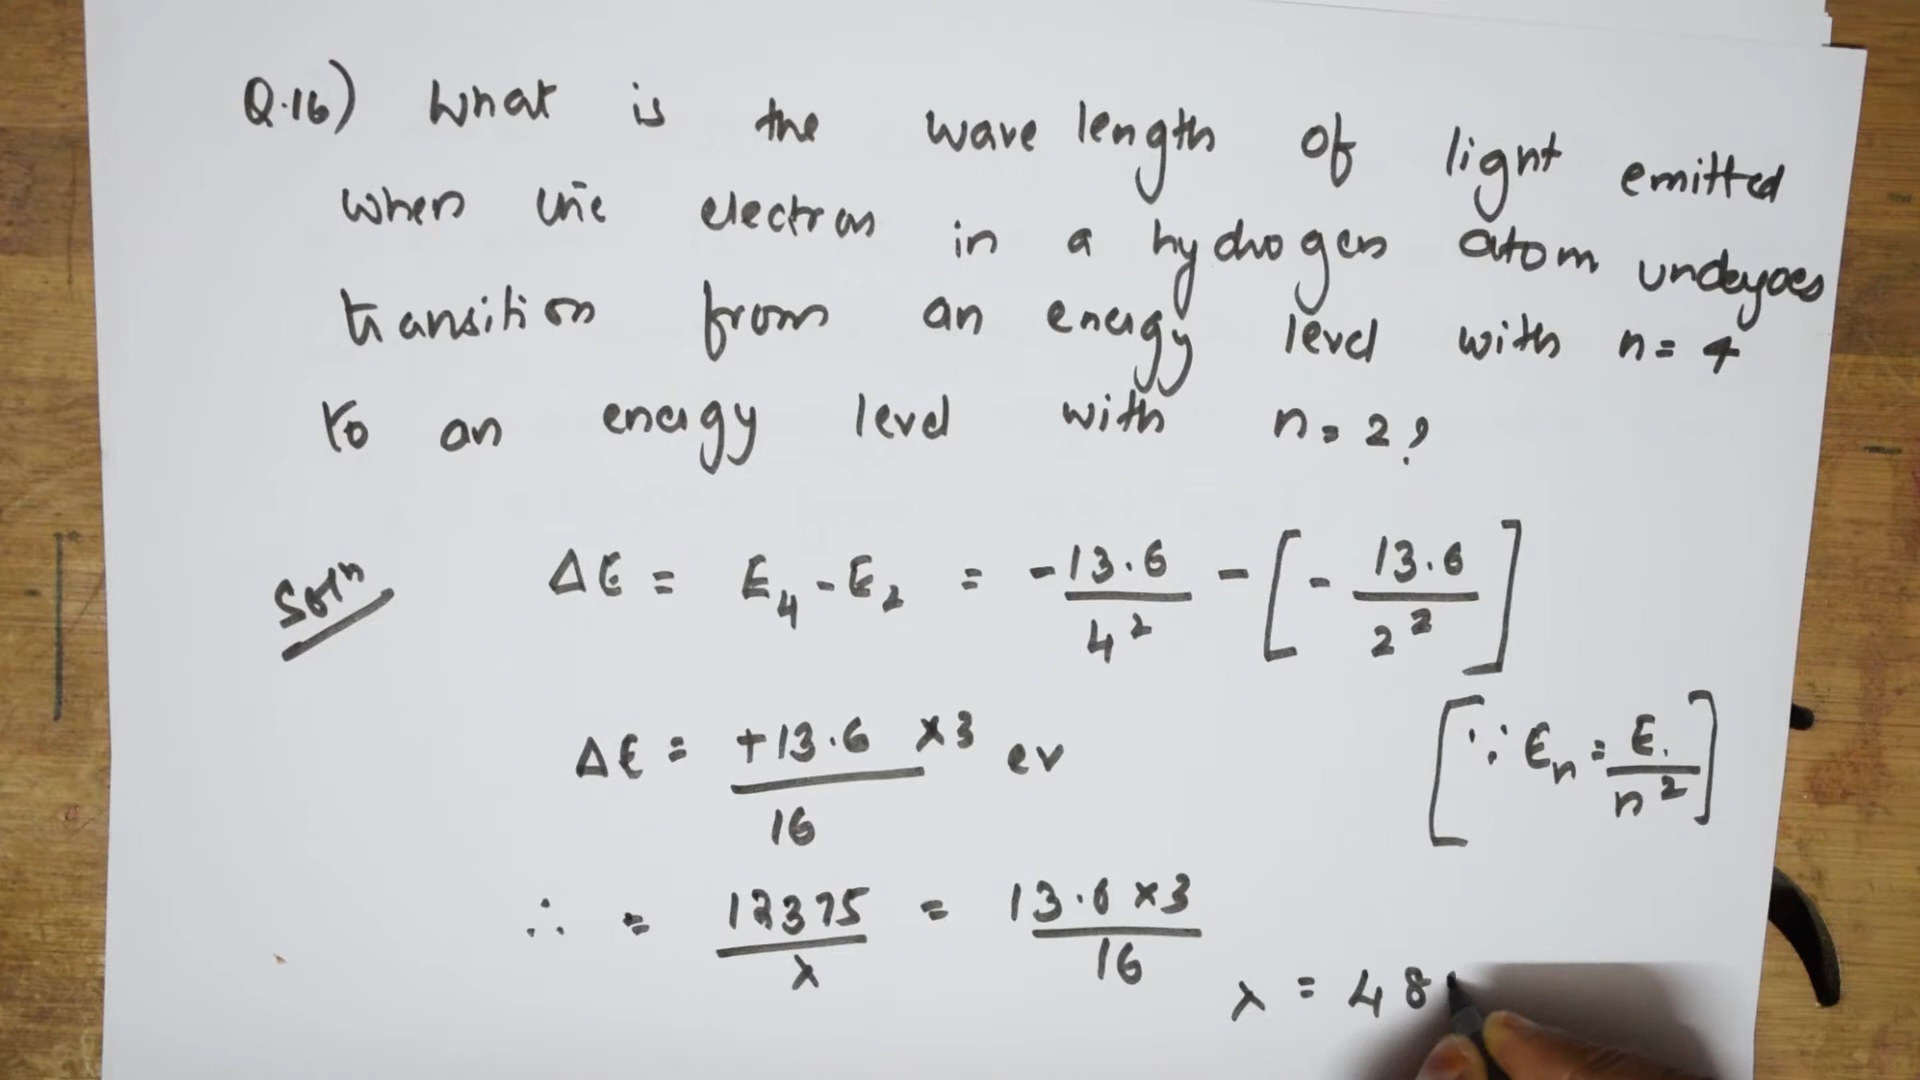 Q.16) What is the wave length of light emitted
when the electron in a hydrogen atom undergoes
transition from an energy level with n = 4
to an energy level with n = 2?
Soln ΔE = E₄ - E₂ = -13.6/4² - [- 13.6/2²]
ΔE = +13.6 ×3/16 ev [∵ Eₙ = E./n²]
∴ = 12375/λ = 13.6 ×3/16
λ = 48